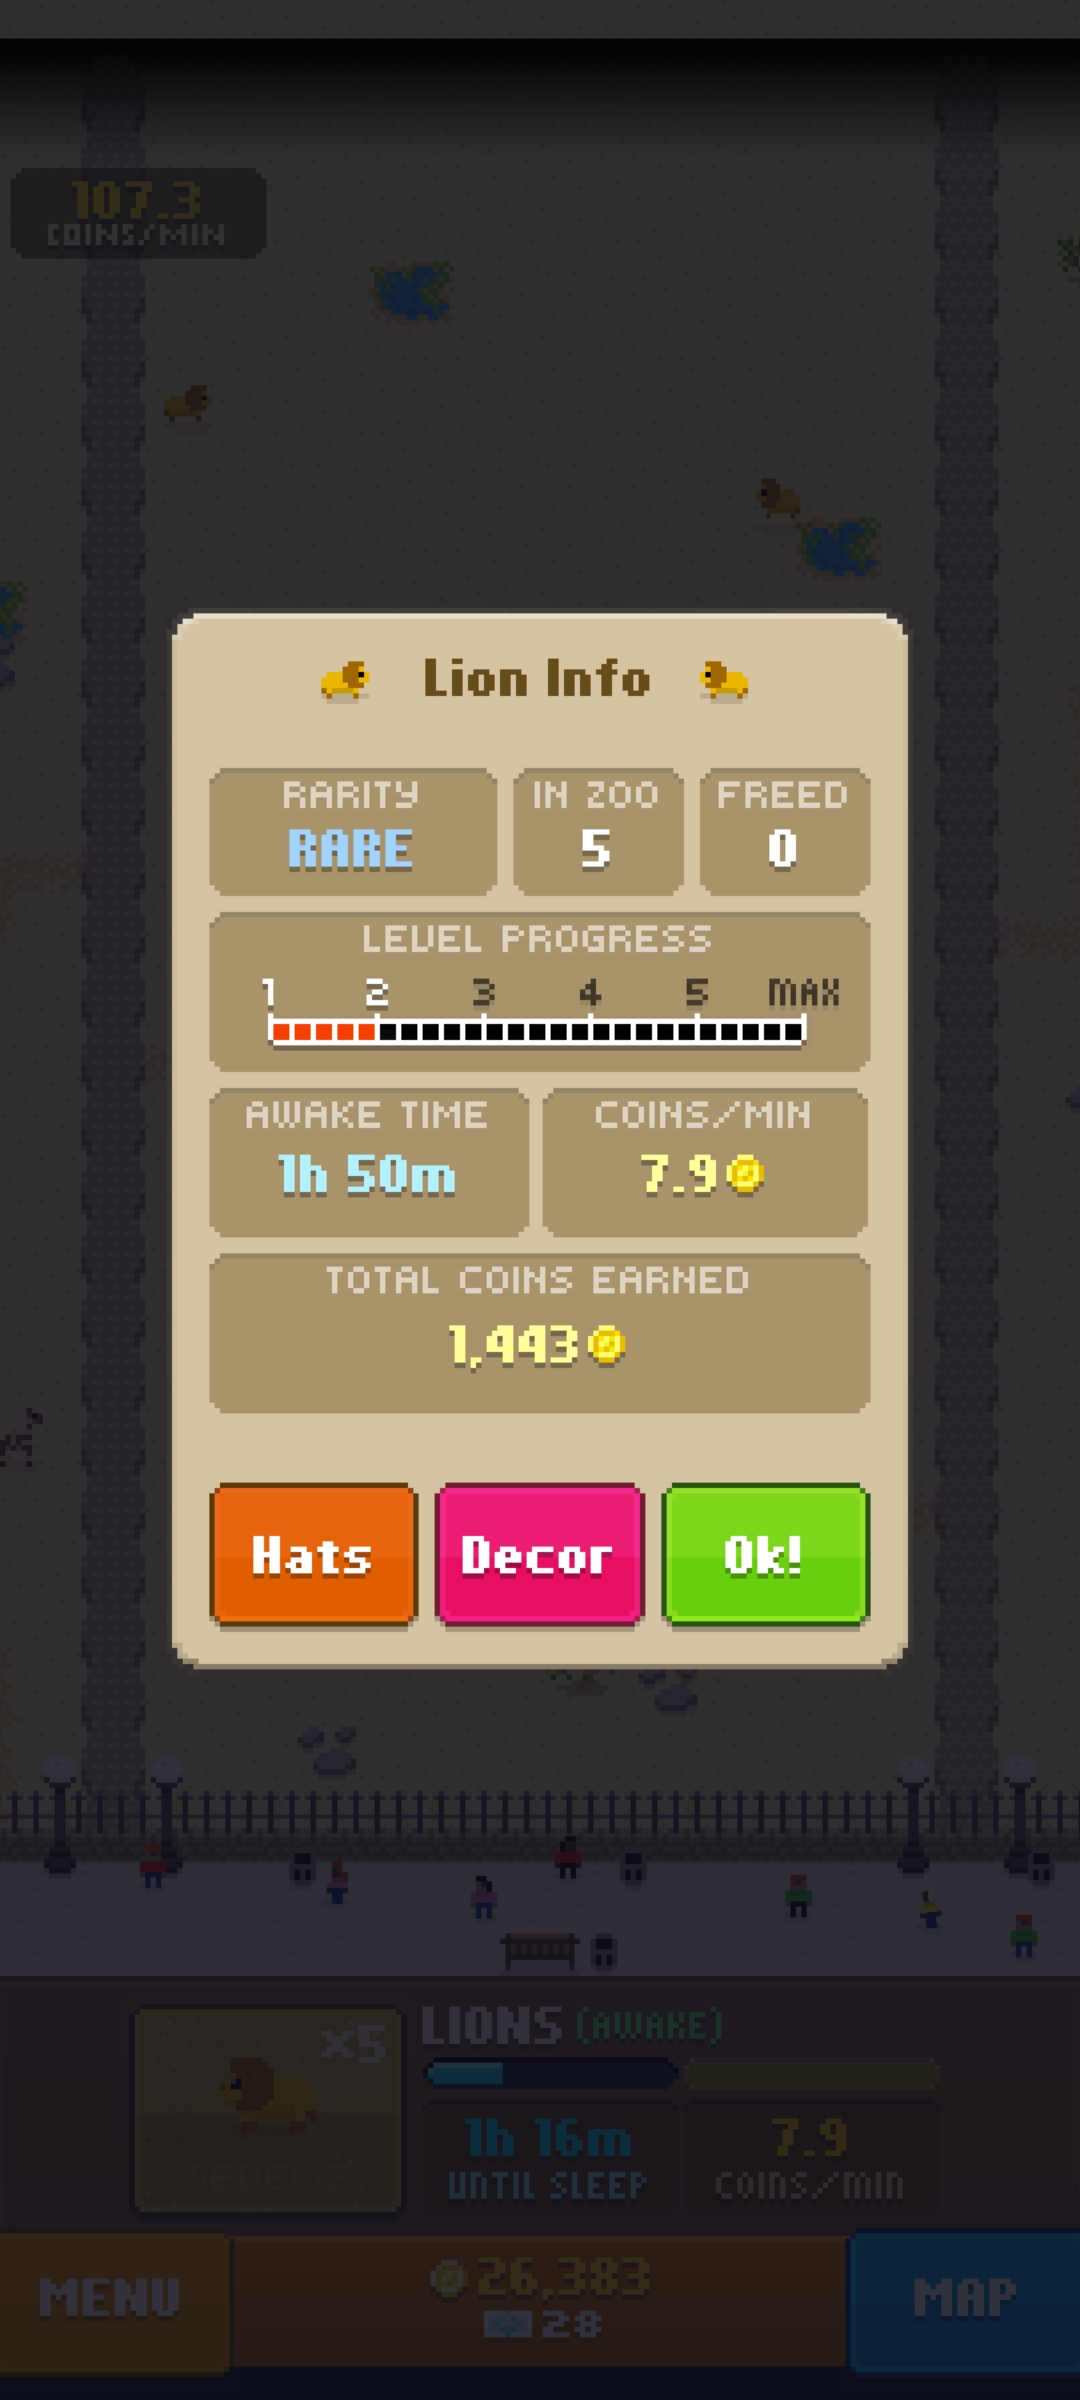 107.3
COINS/MIN
Lion Info
RARITY
RARE
IN ZOO
5
FREED
0
LEVEL PROGRESS
1 2 3 4 5 MAX
AWAKE TIME
1h 50m
COINS/MIN
7.9
TOTAL COINS EARNED
1,443
Hats
Decor
Ok!
x5
LIONS (AWAKE)
1h 16m
UNTIL SLEEP
7.9
COINS/MIN
MENU
26,383
28
MAP